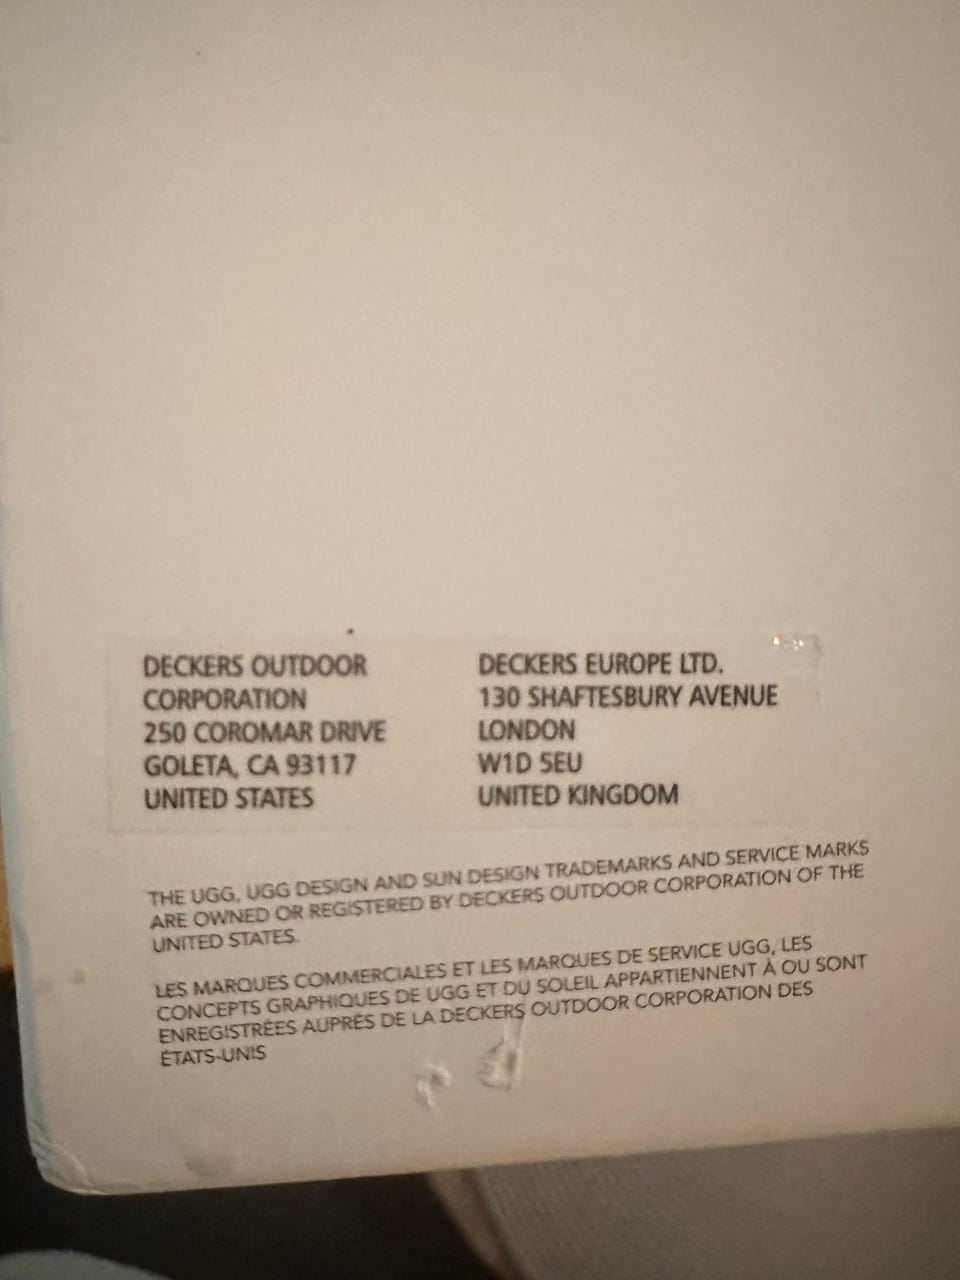 DECKERS OUTDOOR
CORPORATION
250 COROMAR DRIVE
GOLETA, CA 93117
UNITED STATES
DECKERS EUROPE LTD.
130 SHAFTESBURY AVENUE
LONDON
W1D 5EU
UNITED KINGDOM
THE UGG, UGG DESIGN AND SUN DESIGN TRADEMARKS AND SERVICE MARKS
ARE OWNED OR REGISTERED BY DECKERS OUTDOOR CORPORATION OF THE
UNITED STATES.
LES MARQUES COMMERCIALES ET LES MARQUES DE SERVICE UGG, LES
CONCEPTS GRAPHIQUES DE UGG ET DU SOLEIL APPARTIENNENT À OU SONT
ENREGISTRÉES AUPRÈS DE LA DECKERS OUTDOOR CORPORATION DES
ÉTATS-UNIS